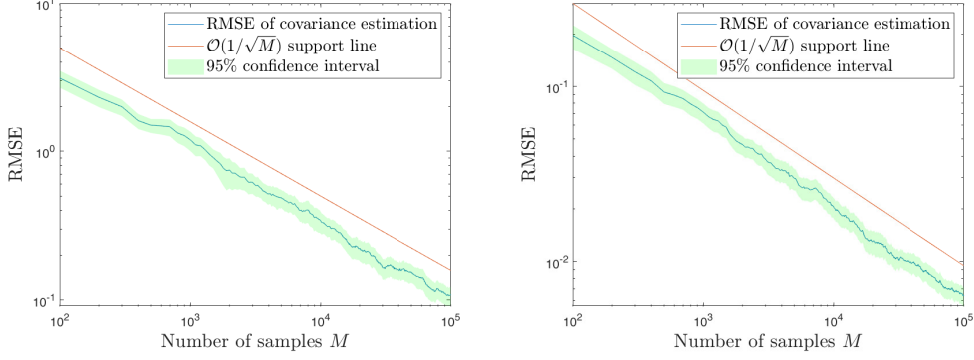 10^1
10^0
10^-1
RMSE
RMSE of covariance estimation
O(1/√M) support line
95% confidence interval
10^2 10^3 10^4 10^5
Number of samples M
10^-1
10^-2
RMSE
RMSE of covariance estimation
O(1/√M) support line
95% confidence interval
10^2 10^3 10^4 10^5
Number of samples M